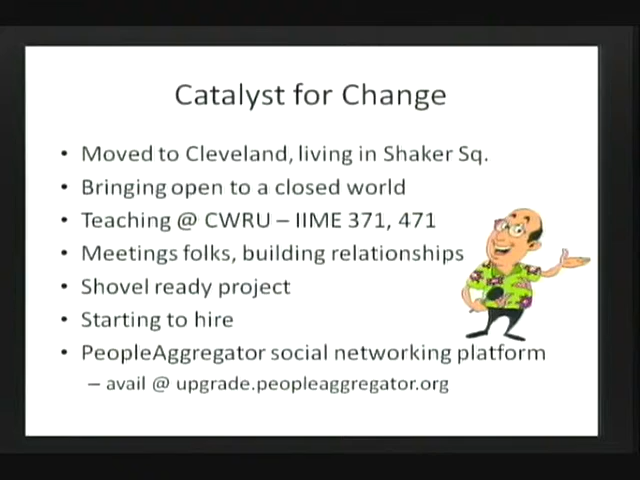 Catalyst for Change
• Moved to Cleveland, living in Shaker Sq.
• Bringing open to a closed world
• Teaching @ CWRU – IIME 371, 471
• Meetings folks, building relationships
• Shovel ready project
• Starting to hire
• PeopleAggregator social networking platform
– avail @ upgrade.peopleaggregator.org